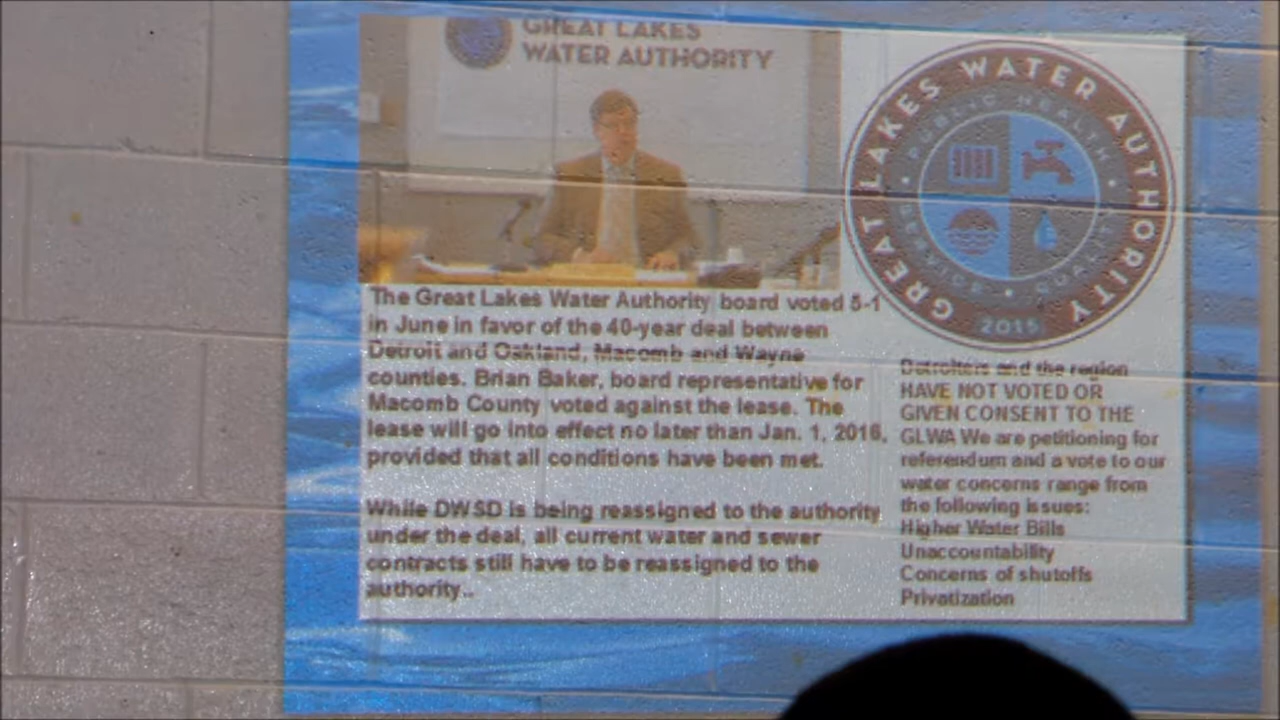 GREAT LAKES
WATER AUTHORITY
GREAT LAKES WATER AUTHORITY
PUBLIC HEALTH
SERVICE • QUALITY
2015
The Great Lakes Water Authority board voted 5-1
in June in favor of the 40-year deal between
Detroit and Oakland, Macomb and Wayne
counties. Brian Baker, board representative for
Macomb County voted against the lease. The
lease will go into effect no later than Jan. 1, 2016,
provided that all conditions have been met.
While DWSD is being reassigned to the authority
under the deal, all current water and sewer
contracts still have to be reassigned to the
authority..
Detroiters and the region
HAVE NOT VOTED OR
GIVEN CONSENT TO THE
GLWA We are petitioning for
referendum and a vote to our
water concerns range from
the following issues:
Higher Water Bills
Unaccountability
Concerns of shutoffs
Privatization